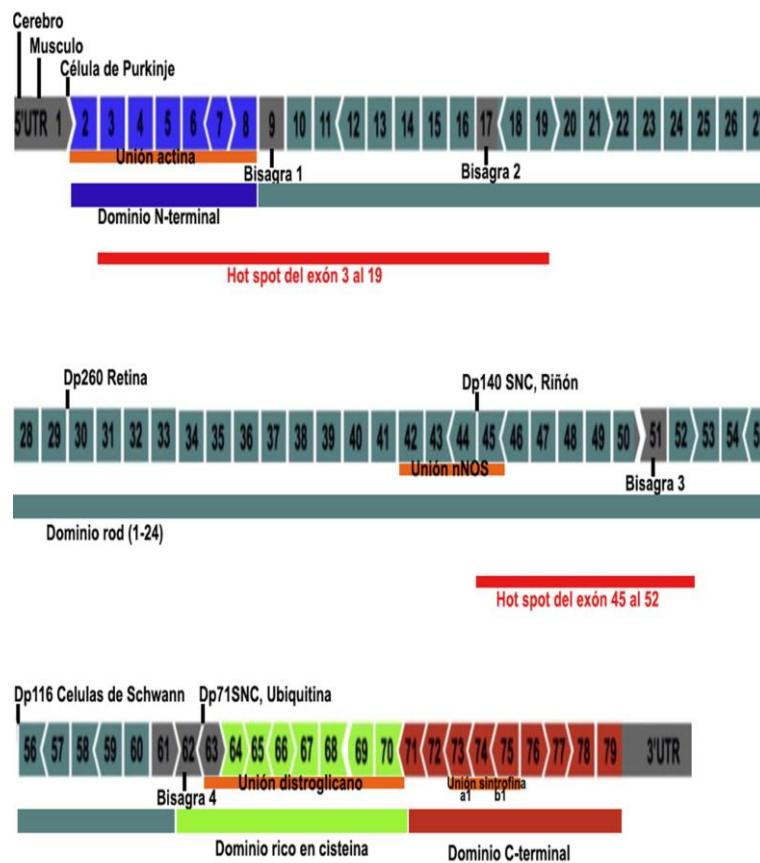 Cerebro
Musculo
Célula de Purkinje
5'UTR 1 2 3 4 5 6 7 8 9 10 11 12 13 14 15 16 17 18 19 20 21 22 23 24 25 26 27
Unión actina
Bisagra 1
Bisagra 2
Dominio N-terminal
Hot spot del exón 3 al 19
Dp260 Retina
Dp140 SNC, Riñón
28 29 30 31 32 33 34 35 36 37 38 39 40 41 42 43 44 45 46 47 48 49 50 51 52 53 54
Unión nNOS
Bisagra 3
Dominio rod (1-24)
Hot spot del exón 45 al 52
Dp116 Celulas de Schwann
Dp71SNC, Ubiquitina
56 57 58 59 60 61 62 63 64 65 66 67 68 69 70 71 72 73 74 75 76 77 78 79 3'UTR
Unión distroglicano
Unión sintrofina
a1 b1
Bisagra 4
Dominio rico en cisteina
Dominio C-terminal